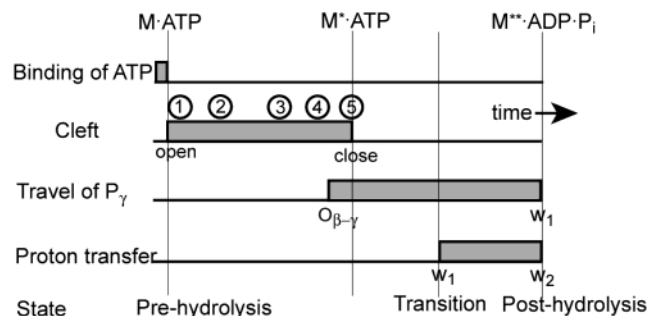 M·ATP M*·ATP M**·ADP·Pi
Binding of ATP
1 2 3 4 5
time
Cleft
open close
Travel of Pγ
Oβ−γ w1
Proton transfer
w1 w2
State Pre-hydrolysis Transition Post-hydrolysis